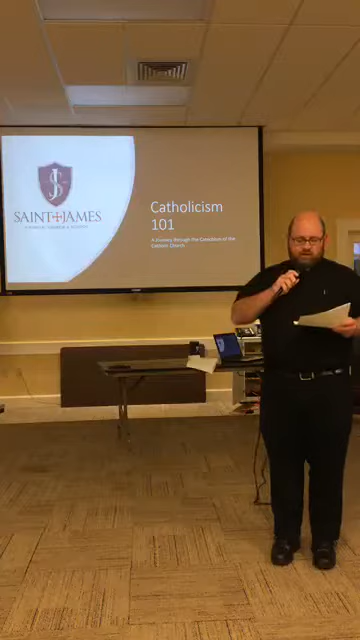 SAINT JAMES
Catholicism
101
A Journey through the Catechism of the
Catholic Church